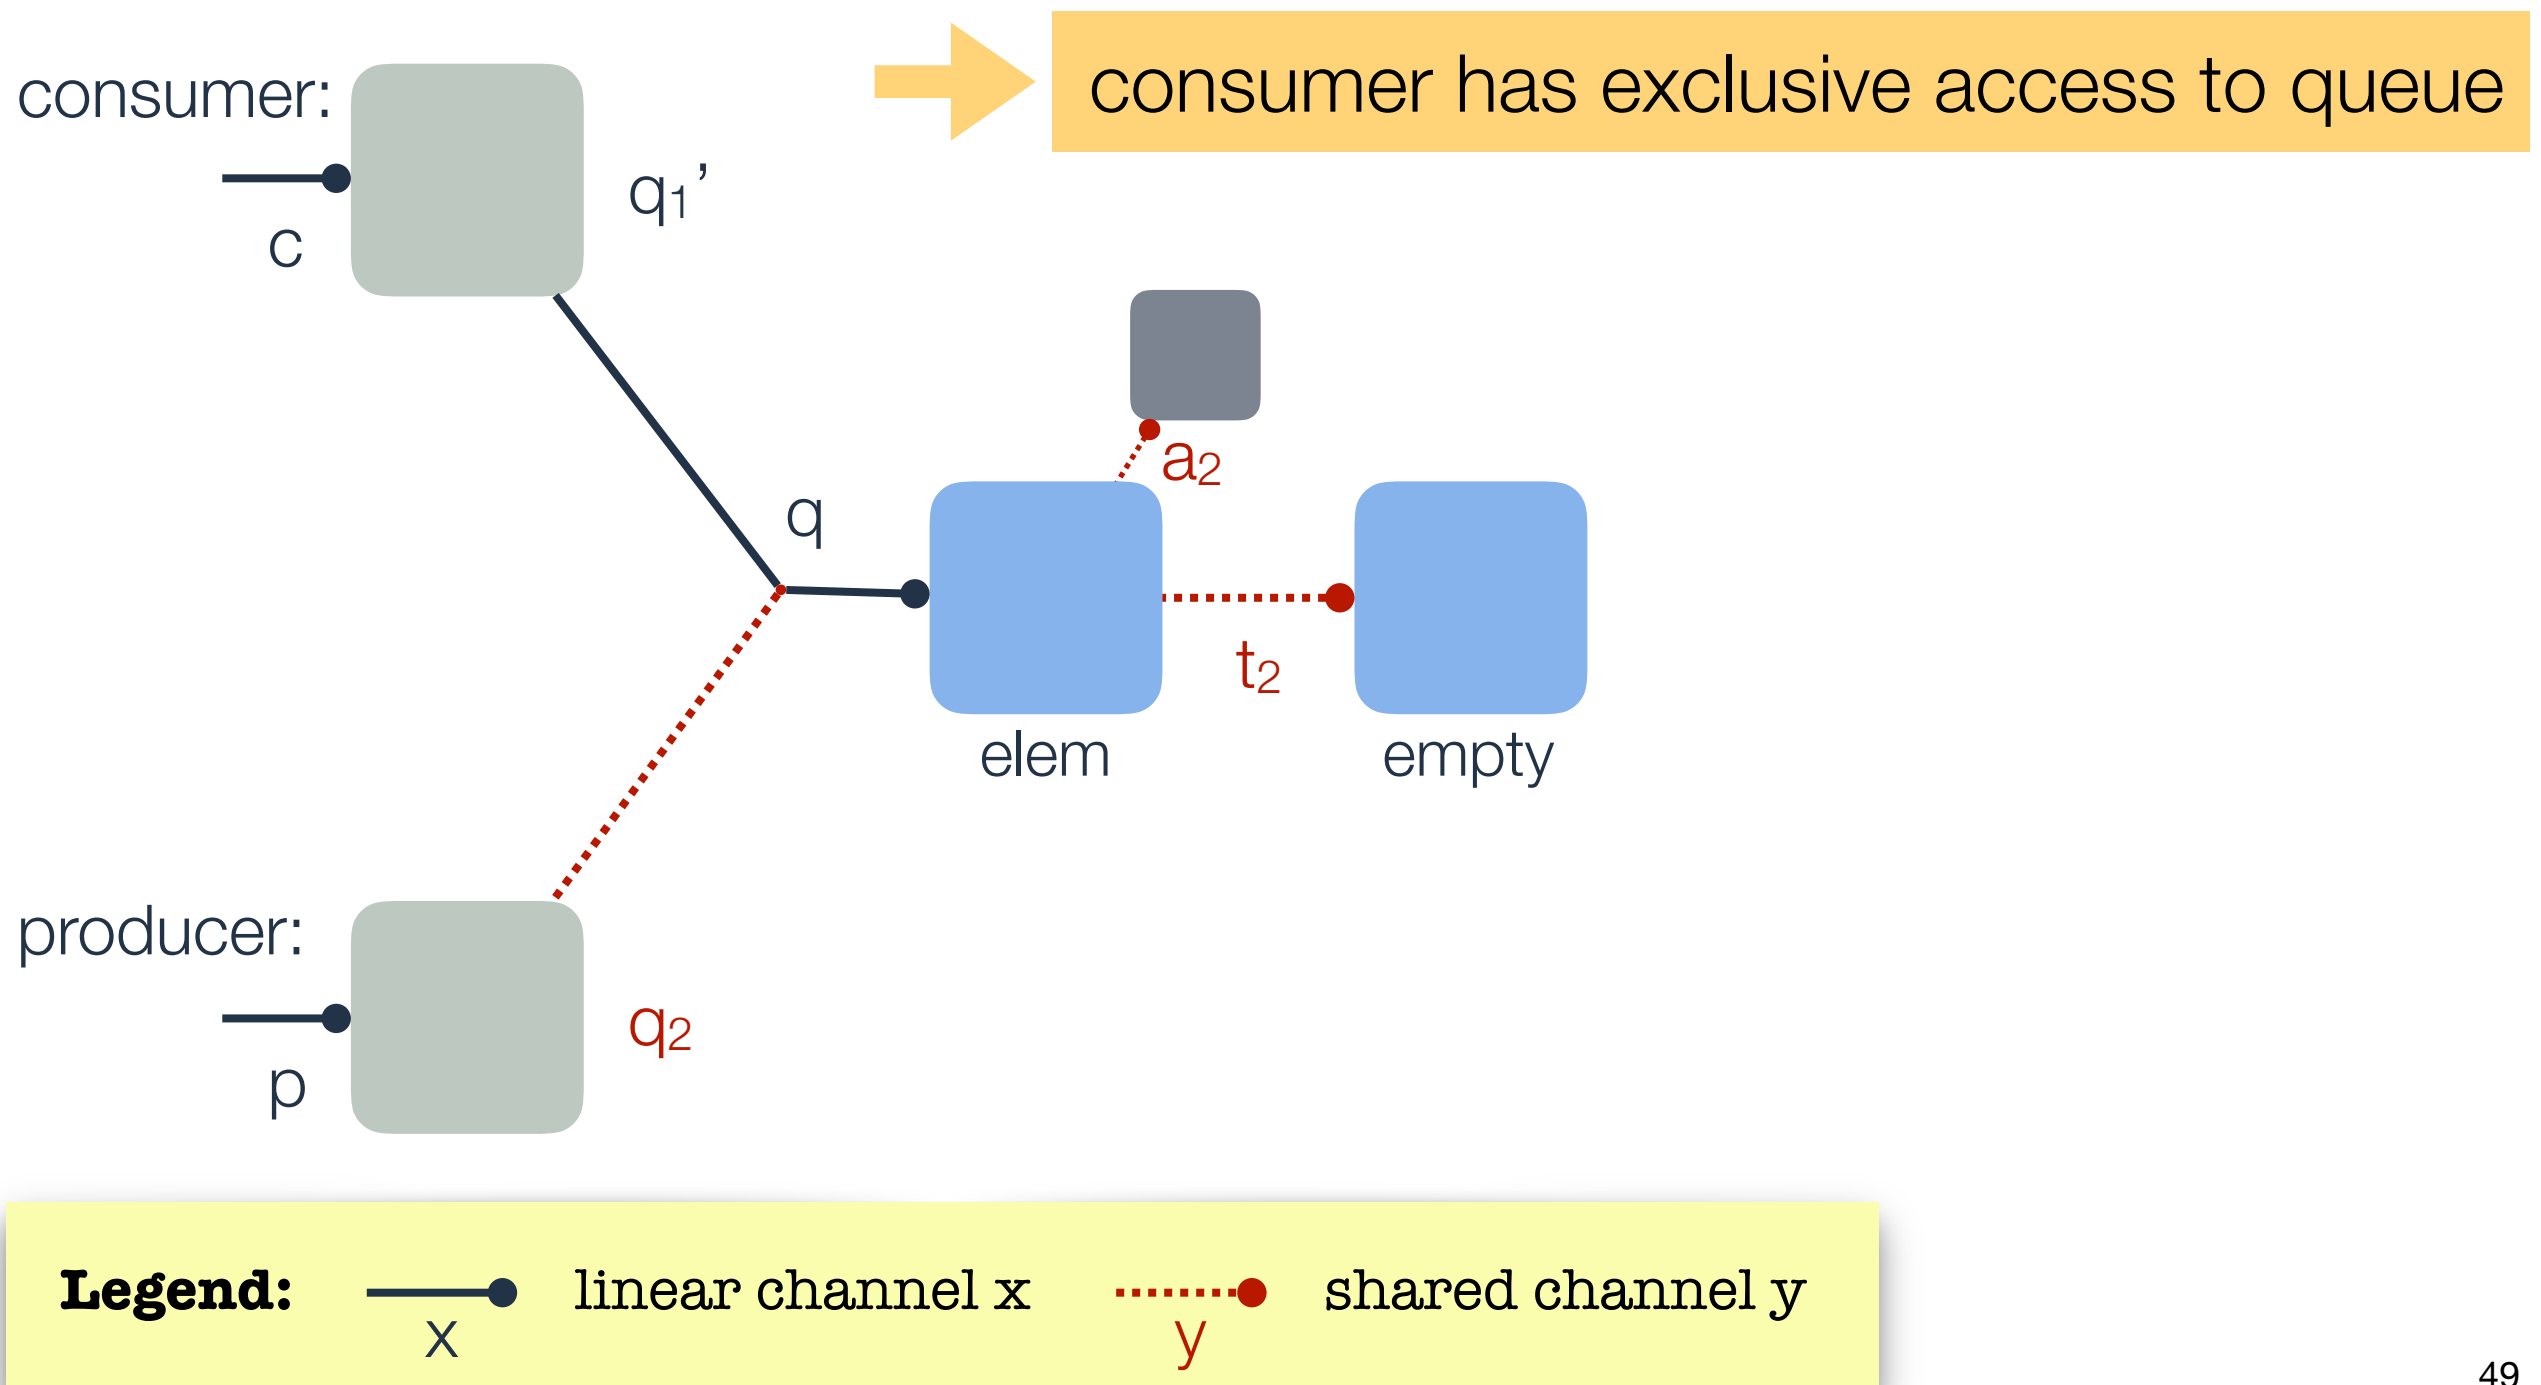 consumer:
consumer has exclusive access to queue
q₁’
c
a₂
q
t₂
elem
empty
producer:
q₂
p
Legend:
linear channel x
shared channel y
x
y
49